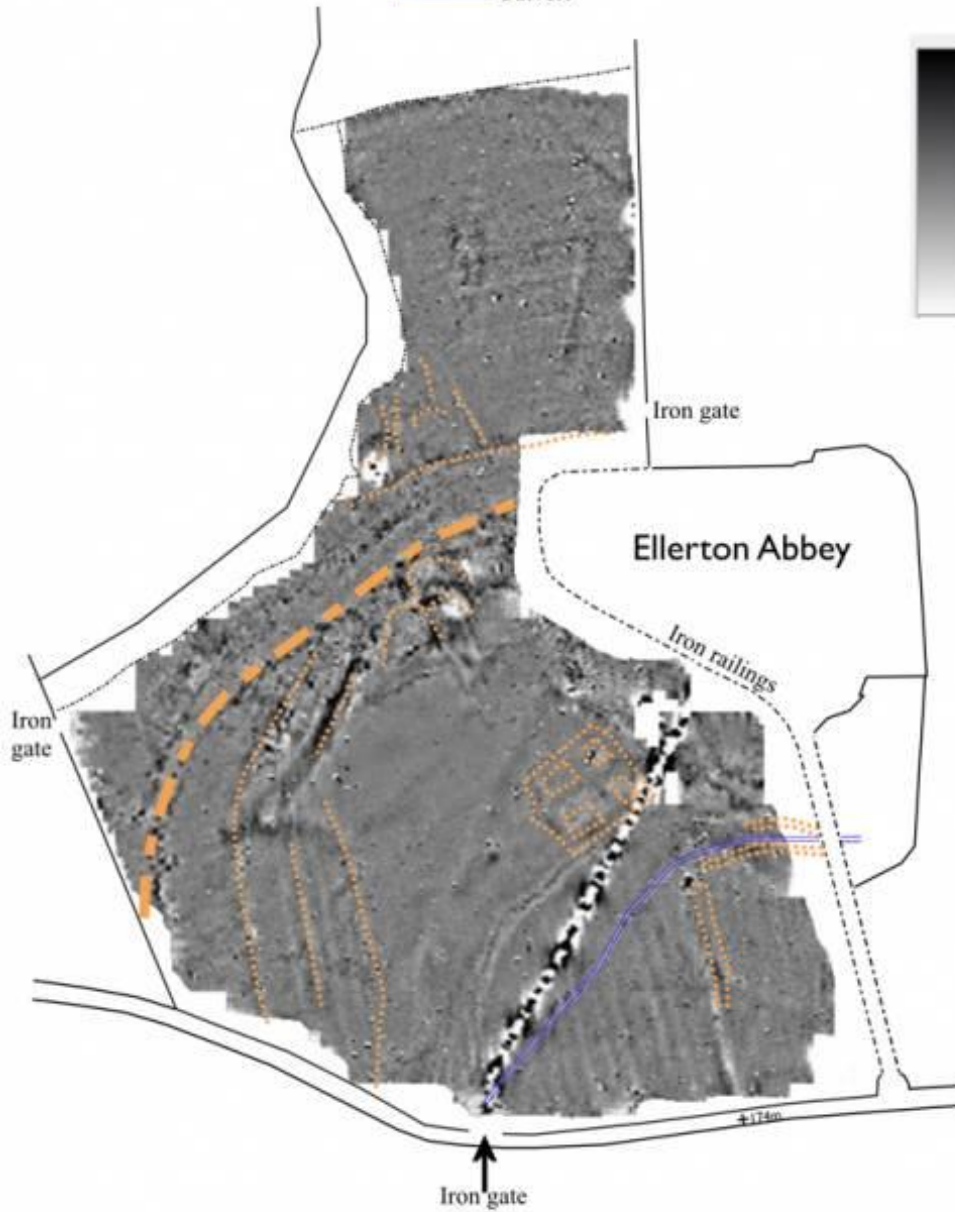 Iron gate
Ellerton Abbey
Iron railings
Iron
gate
174m
Iron gate